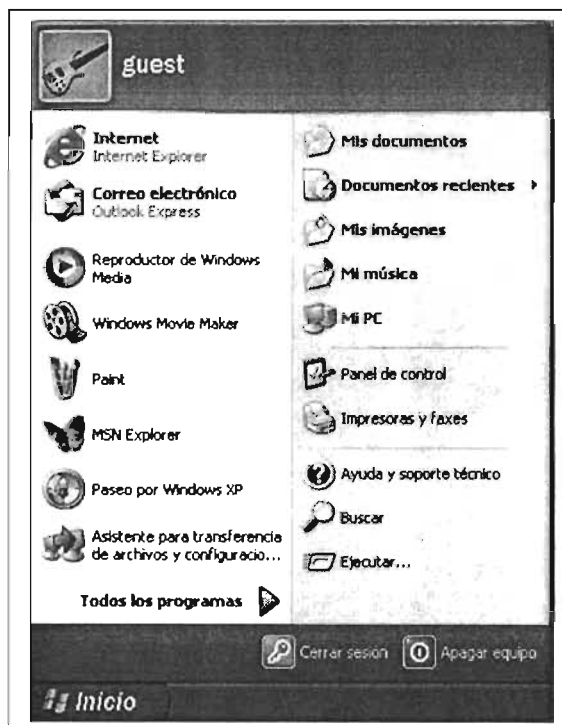 guest
Internet
Internet Explorer
Correo electrónico
Outlook Express
Reproductor de Windows
Media
Windows Movie Maker
Paint
MSN Explorer
Paseo por Windows XP
Asistente para transferencia
de archivos y configuracio...
Todos los programas
Mis documentos
Documentos recientes
Mis imágenes
Mi música
Mi PC
Panel de control
Impresoras y faxes
Ayuda y soporte técnico
Buscar
Ejecutar...
Cerrar sesión
Apagar equipo
Inicio